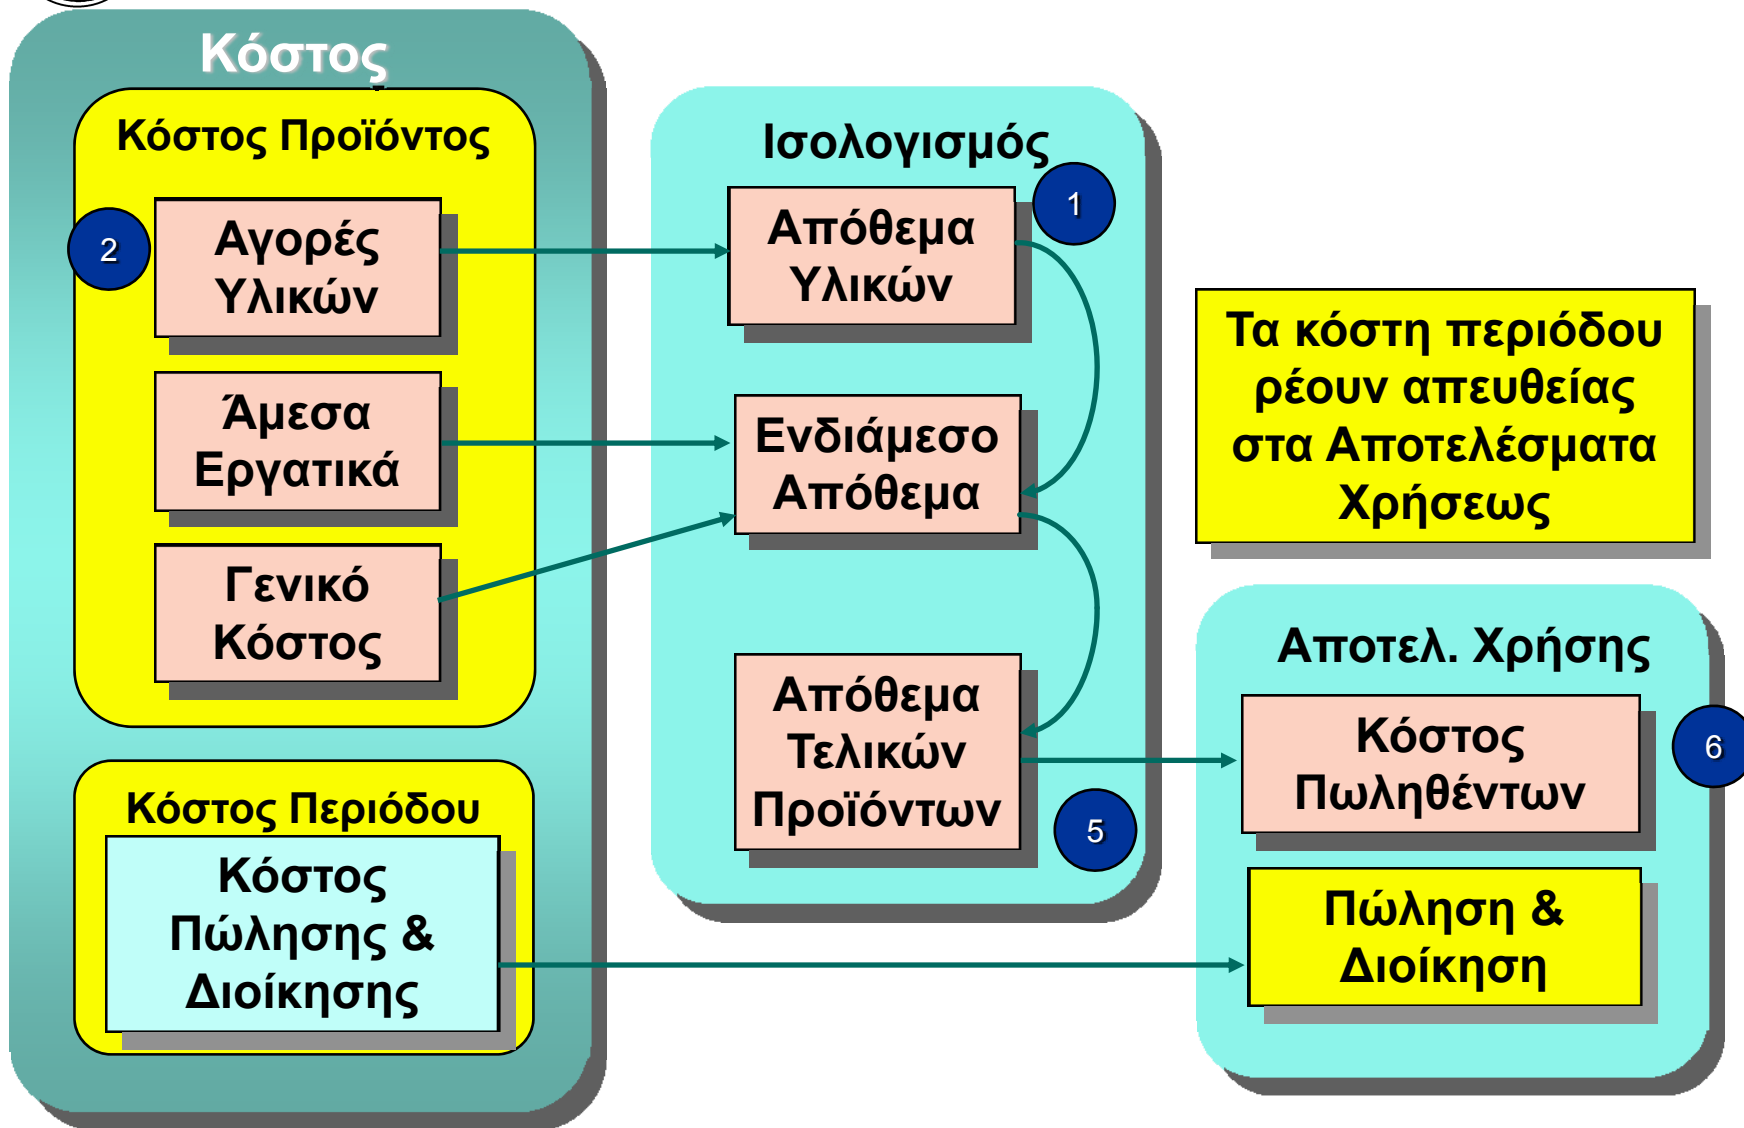 Κόστος
Κόστος Προϊόντος
2
Αγορές
Υλικών
Άμεσα
Εργατικά
Γενικό
Κόστος
Κόστος Περιόδου
Κόστος
Πώλησης &
Διοίκησης
Ισολογισμός
1
Απόθεμα
Υλικών
Ενδιάμεσο
Απόθεμα
Απόθεμα
Τελικών
Προϊόντων
5
Τα κόστη περιόδου
ρέουν απευθείας
στα Αποτελέσματα
Χρήσεως
Αποτελ. Χρήσης
Κόστος
Πωληθέντων
6
Πώληση &
Διοίκηση